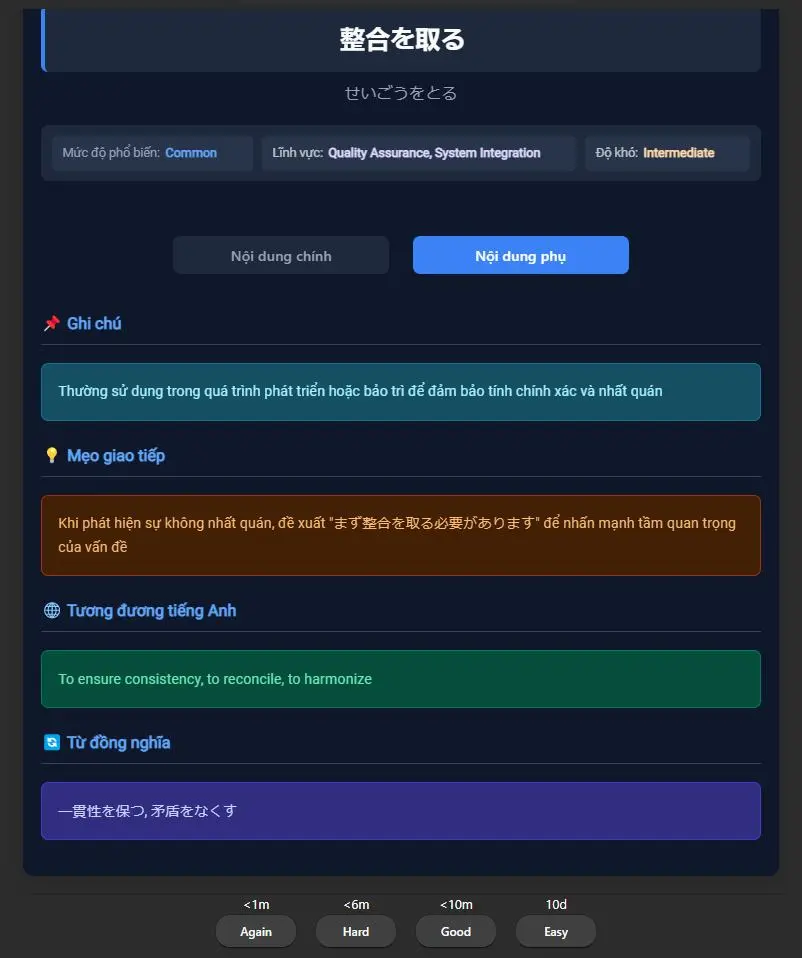 整合を取る
せいごうをとる
Mức độ phổ biến: Common
Lĩnh vực: Quality Assurance, System Integration
Độ khó: Intermediate
Nội dung chính
Nội dung phụ
📌 Ghi chú
Thường sử dụng trong quá trình phát triển hoặc bảo trì để đảm bảo tính chính xác và nhất quán
💡 Mẹo giao tiếp
Khi phát hiện sự không nhất quán, đề xuất "まず整合を取る必要があります" để nhấn mạnh tầm quan trọng
của vấn đề
🌐 Tương đương tiếng Anh
To ensure consistency, to reconcile, to harmonize
🔄 Từ đồng nghĩa
一貫性を保つ, 矛盾をなくす
<1m
<6m
<10m
10d
Again
Hard
Good
Easy